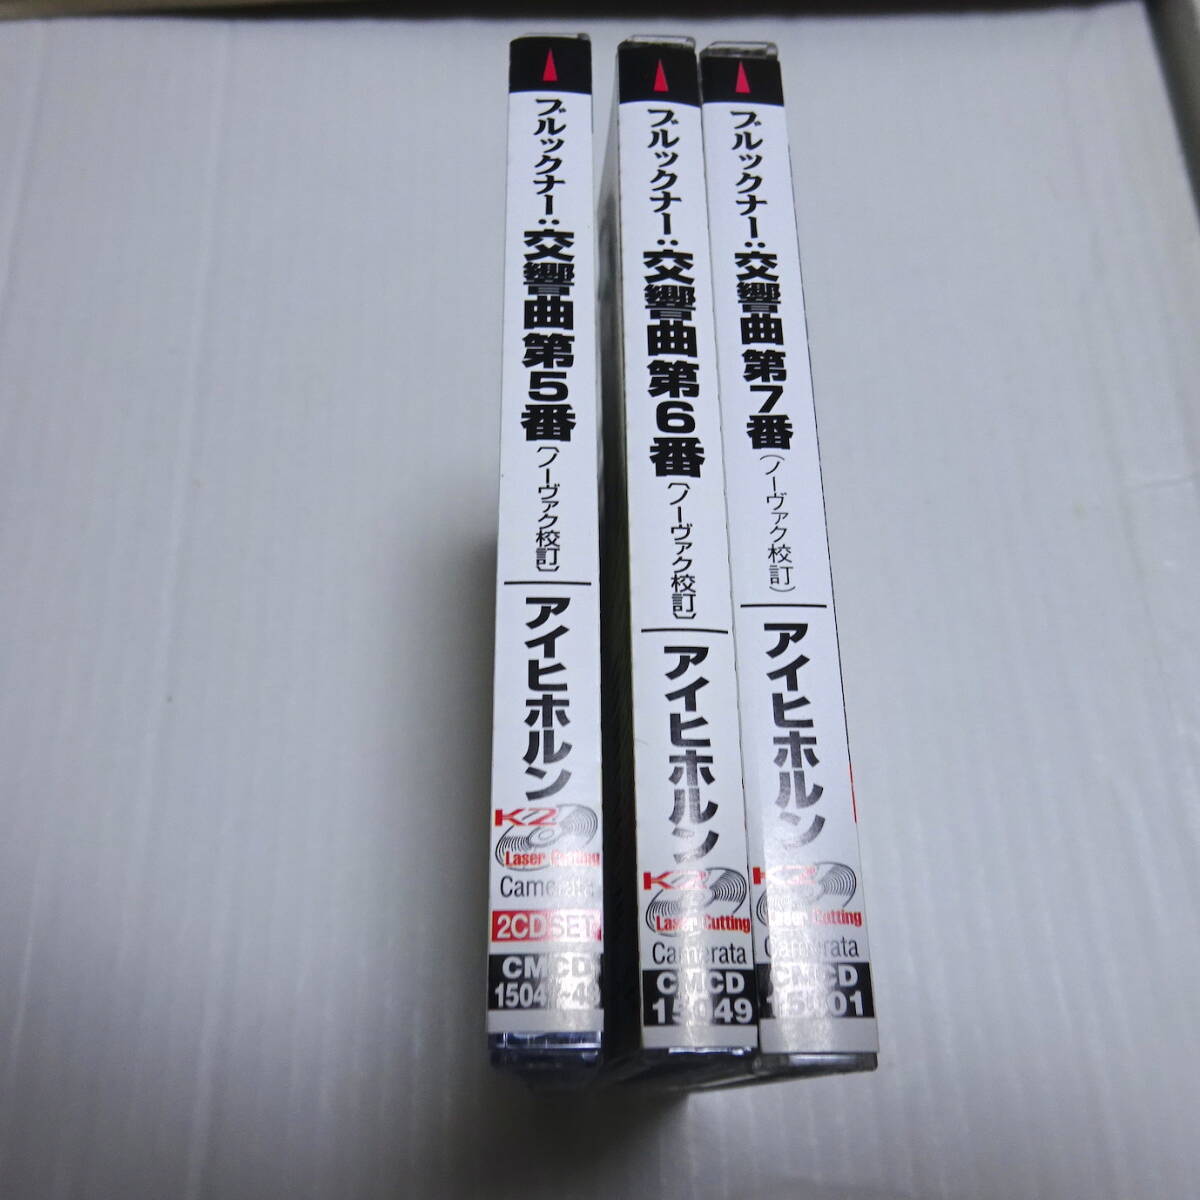 ブルックナー:交響曲 第5番〔ノーヴァク校訂〕
アイヒホルン
K2
Laser Cutting
Camerata
2CD SET
CMCD
ブルックナー:交響曲 第6番〔ノーヴァク校訂〕
アイヒホルン
K2
Laser Cutting
Camerata
CMCD
15049
ブルックナー:交響曲 第7番(ノーヴァク校訂)
アイヒホルン
K2
Laser Cutting
Camerata
CMCD